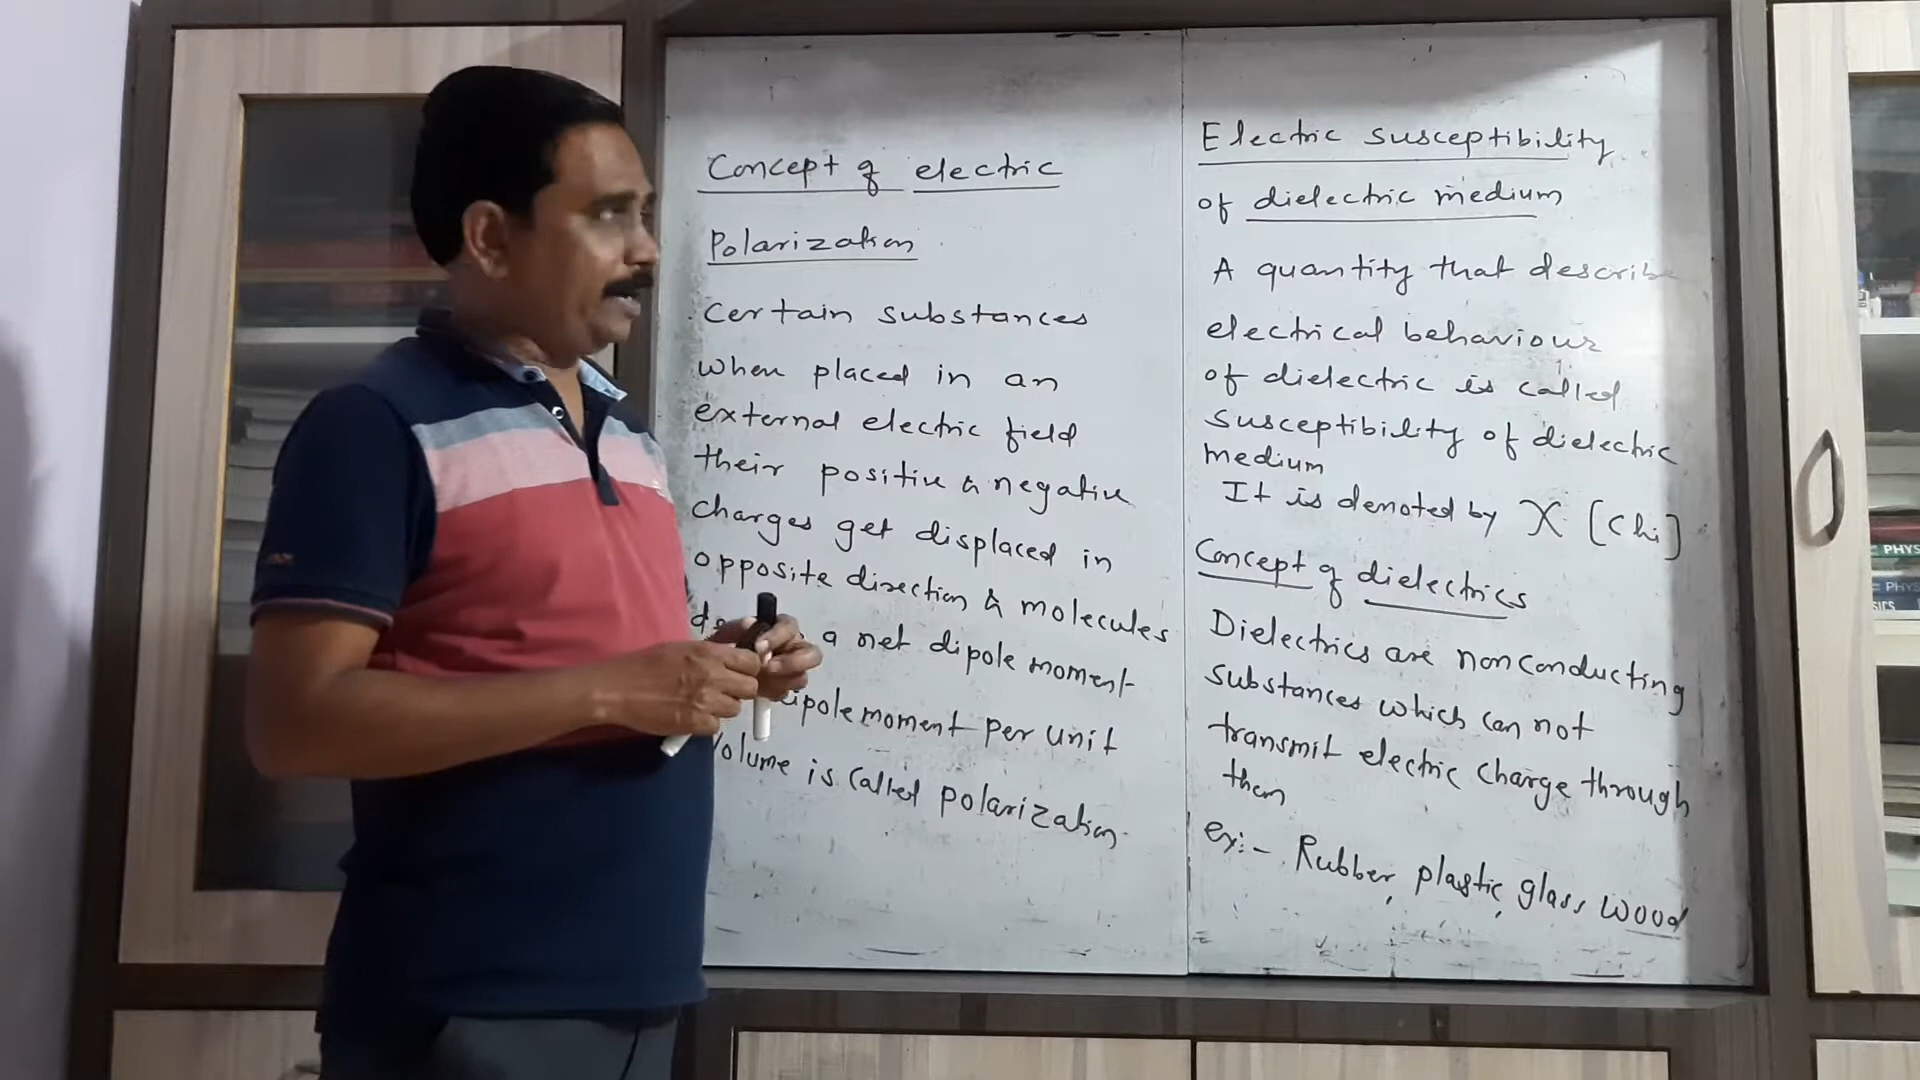 Concept of electric
Polarization
Certain substances
when placed in an
external electric field
their positive & negative
charges get displaced in
opposite direction & molecules
a net dipole moment
dipole moment per unit
Volume is called polarization
Electric susceptibility
of dielectric medium
A quantity that describe
electrical behaviour
of dielectric is called
susceptibility of dielectric
medium
It is denoted by χ [Chi]
Concept of dielectrics
Dielectrics are nonconducting
substances which can not
transmit electric charge through
them
ex:- Rubber, plastic, glass wood
PHYS
PHYS
SICS